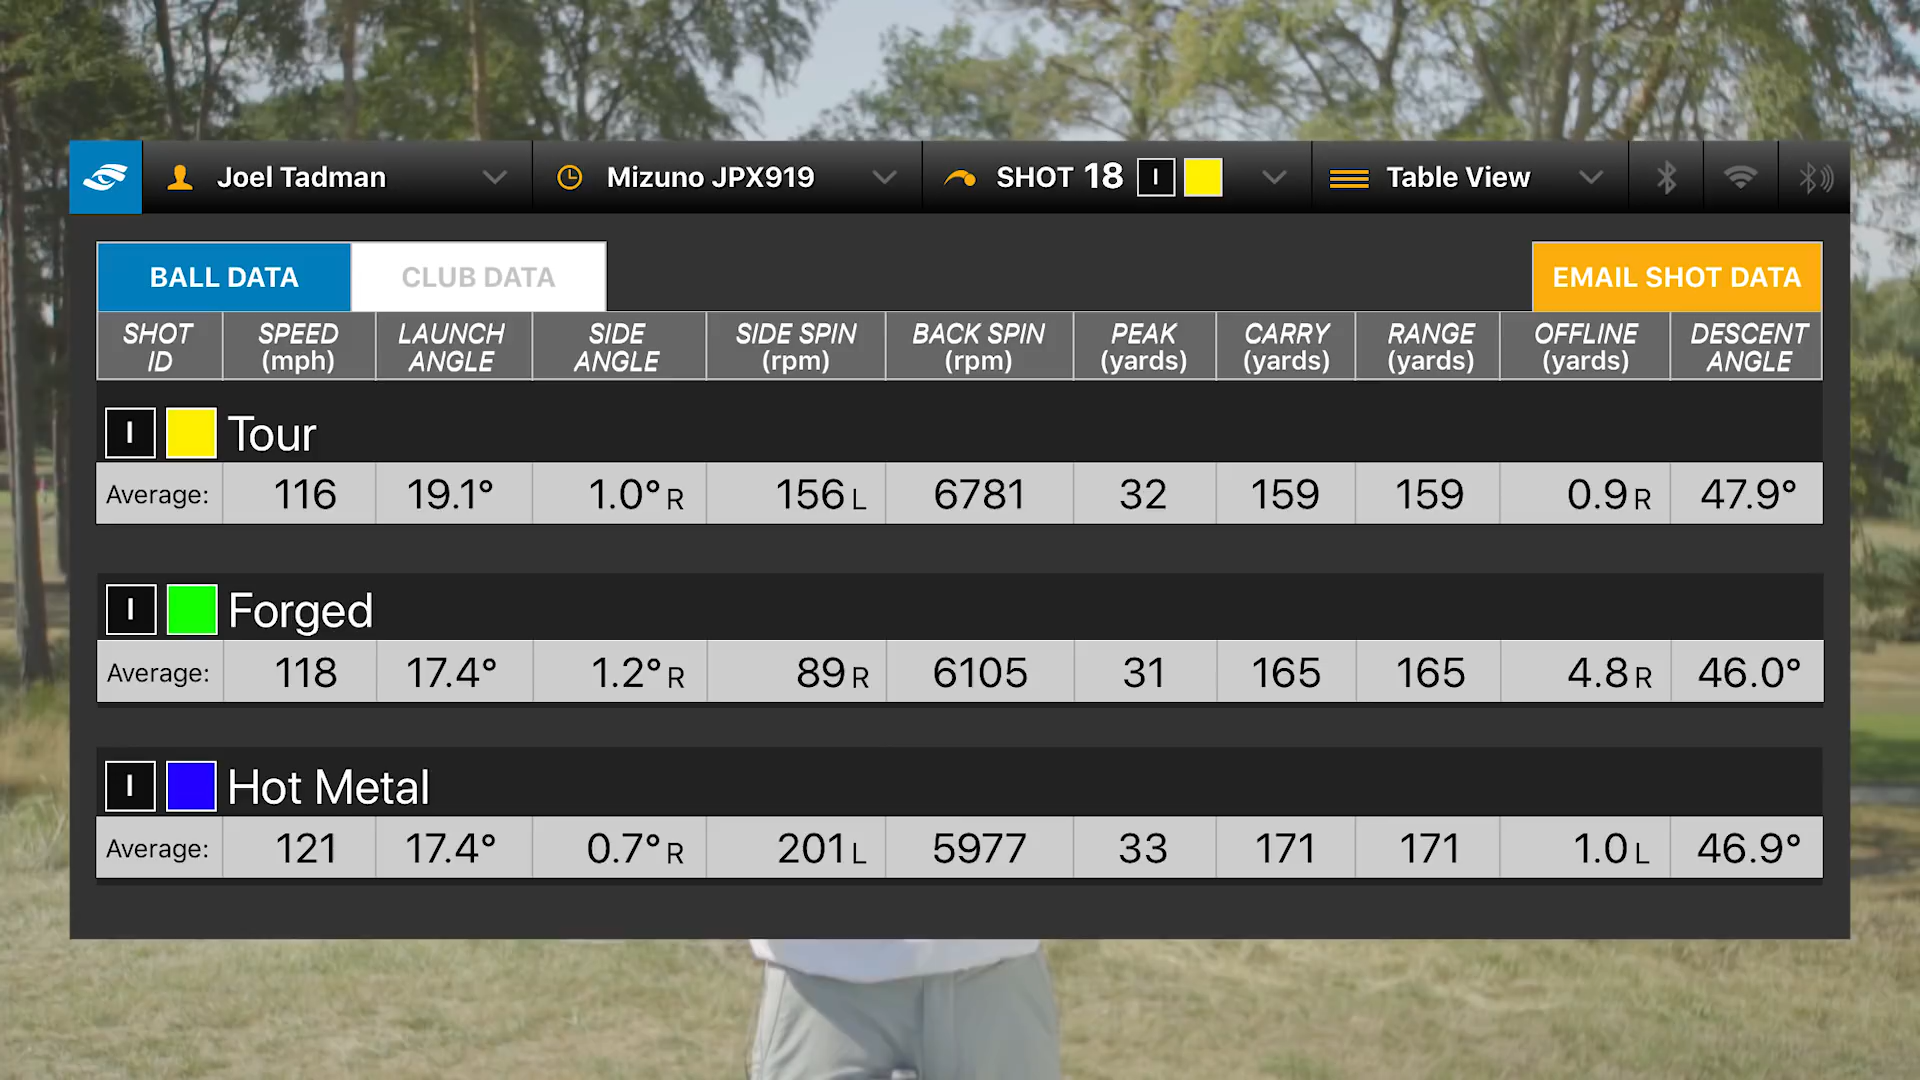 Joel Tadman Mizuno JPX919 SHOT 18 I Table View
BALL DATA CLUB DATA EMAIL SHOT DATA
SHOT ID SPEED (mph) LAUNCH ANGLE SIDE ANGLE SIDE SPIN (rpm) BACK SPIN (rpm) PEAK (yards) CARRY (yards) RANGE (yards) OFFLINE (yards) DESCENT ANGLE
I Tour
Average: 116 19.1° 1.0° R 156 L 6781 32 159 159 0.9 R 47.9°
I Forged
Average: 118 17.4° 1.2° R 89 R 6105 31 165 165 4.8 R 46.0°
I Hot Metal
Average: 121 17.4° 0.7° R 201 L 5977 33 171 171 1.0 L 46.9°